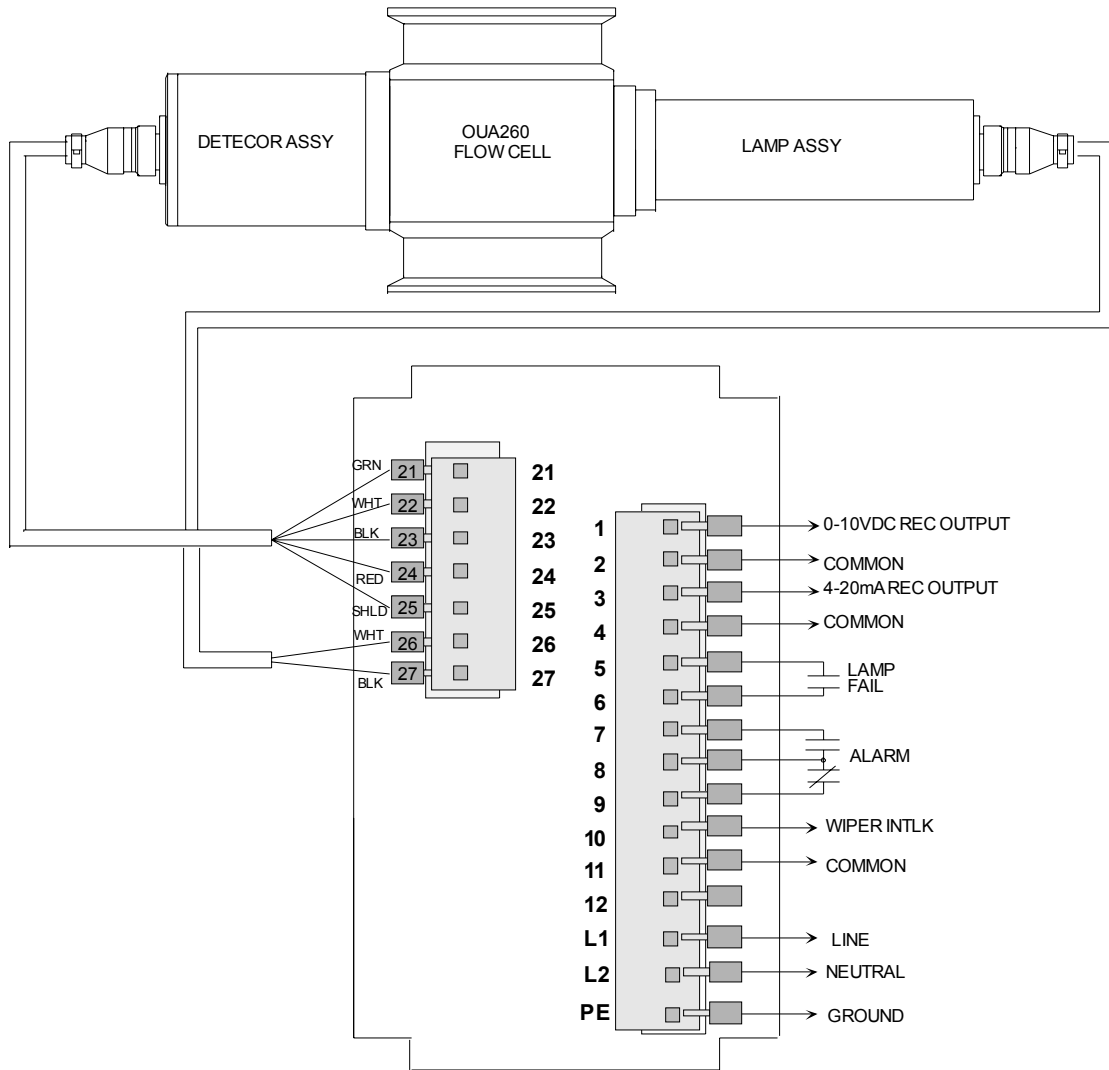 DETECOR ASSY
OUA260
FLOW CELL
LAMP ASSY
GRN 21 21
WHT 22 22
BLK 23 23
RED 24 24
SHLD 25 25
WHT 26 26
BLK 27 27
1 0-10VDC REC OUTPUT
2 COMMON
3 4-20mA REC OUTPUT
4 COMMON
5
LAMP
FAIL
6
7
ALARM
8
9
10 WIPER INTLK
11 COMMON
12
L1 LINE
L2 NEUTRAL
PE GROUND